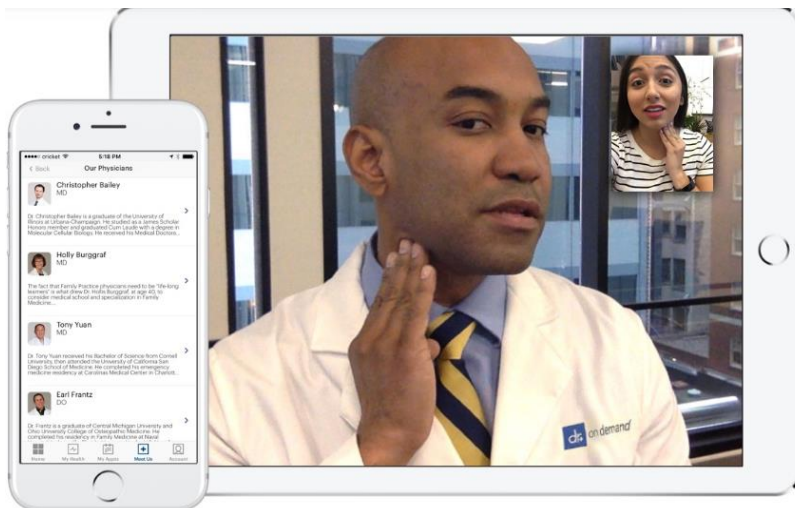 cricket
5:18 PM
Back
Our Physicians
Christopher Bailey
MD
Dr. Christopher Bailey is a graduate of the University of
Illinois at Urbana-Champaign. He studied as a James Scholar
Honors member and graduated Cum Laude with a degree in
Molecular Cellular Biology. He received his Medical Doctors...
Holly Burggraf
MD
The fact that Family Practice physicians need to be "life-long
learners" is what drew Dr. Hollis Burggraf, at age 40, to
consider medical school and specialization in Family
Medicine...
Tony Yuan
MD
Dr. Tony Yuan received his Bachelor of Science from Cornell
University, then attended the University of California San
Diego School of Medicine. He completed his emergency
medicine residency at Carolinas Medical Center in Charlott...
Earl Frantz
DO
Dr. Frantz is a graduate of Central Michigan University and
Ohio University College of Osteopathic Medicine. He
completed his residency in Family Medicine at Naval
Home My Health My Appts Meet Us Account
dr. on demand